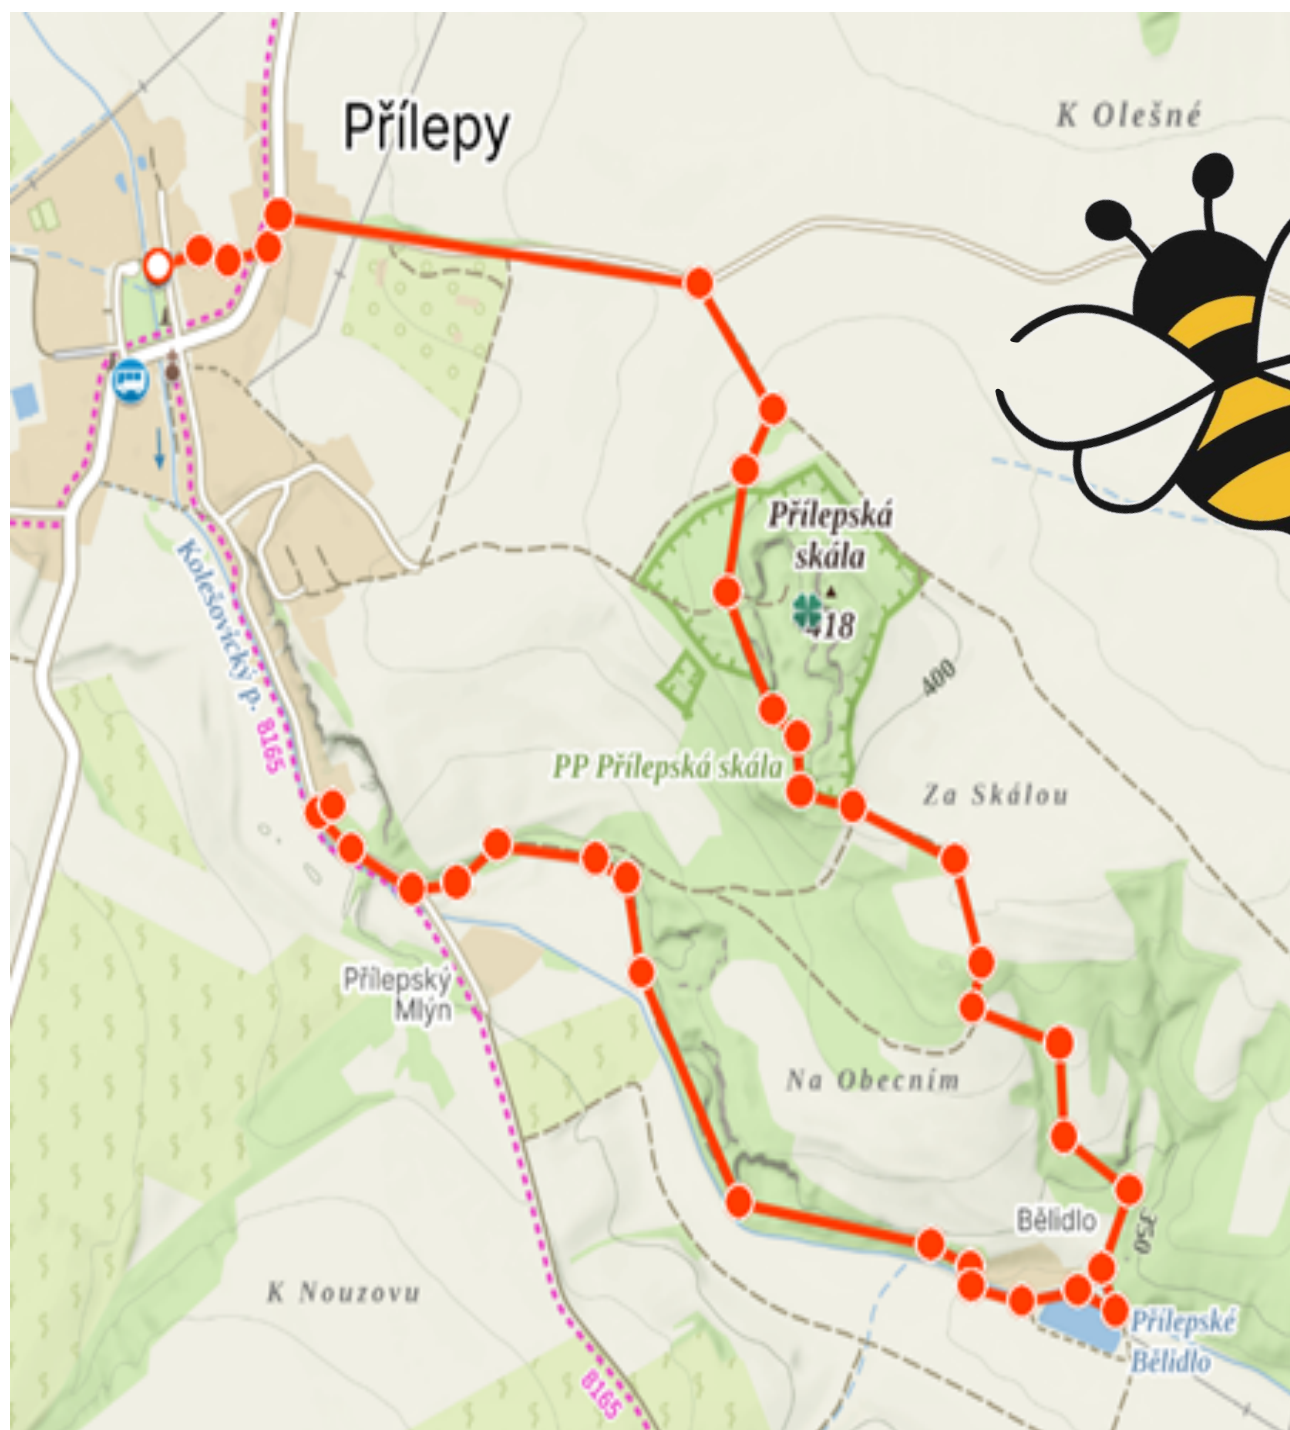 Přílepy
K Olešné
Přílepská
skála
418
400
Kolešovický p.
8165
PP Přílepská skála
Za Skálou
Přílepský
Mlýn
Na Obecním
Bělidlo
350
K Nouzovu
Přílepské
Bělidlo
8165